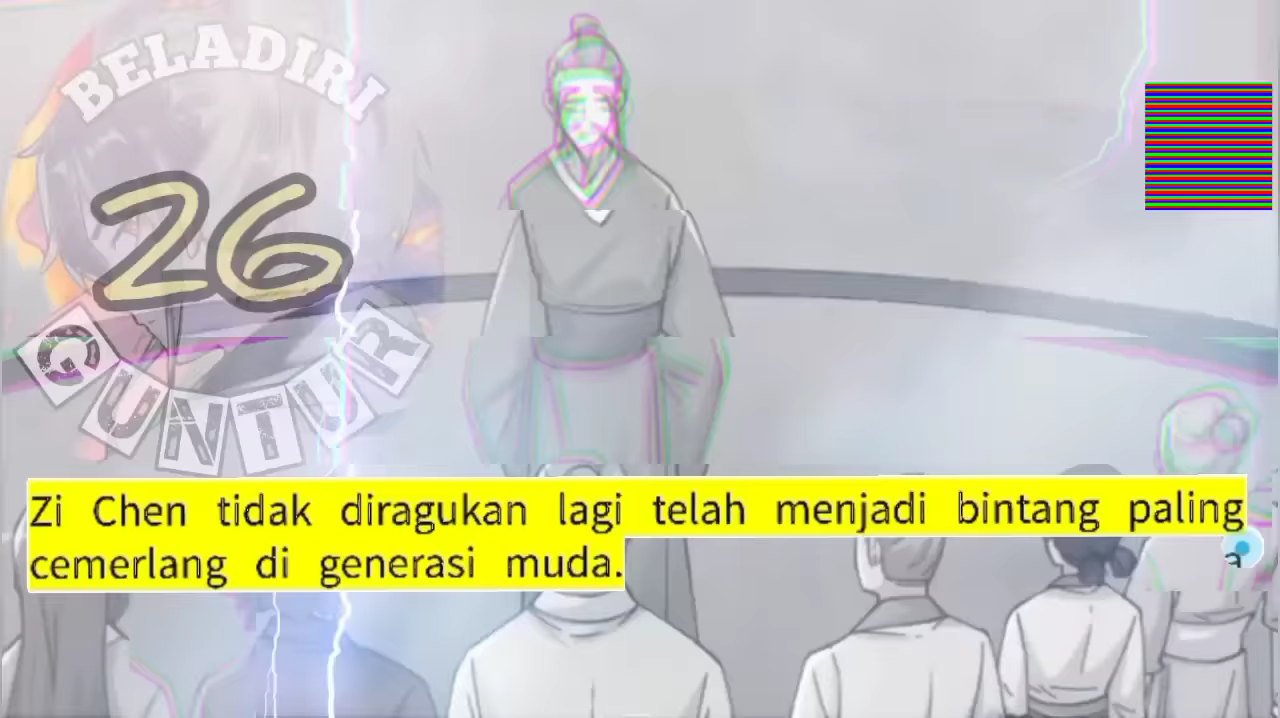 BELADIRI
26
GUNTUR
Zi Chen tidak diragukan lagi telah menjadi bintang paling
cemerlang di generasi muda.